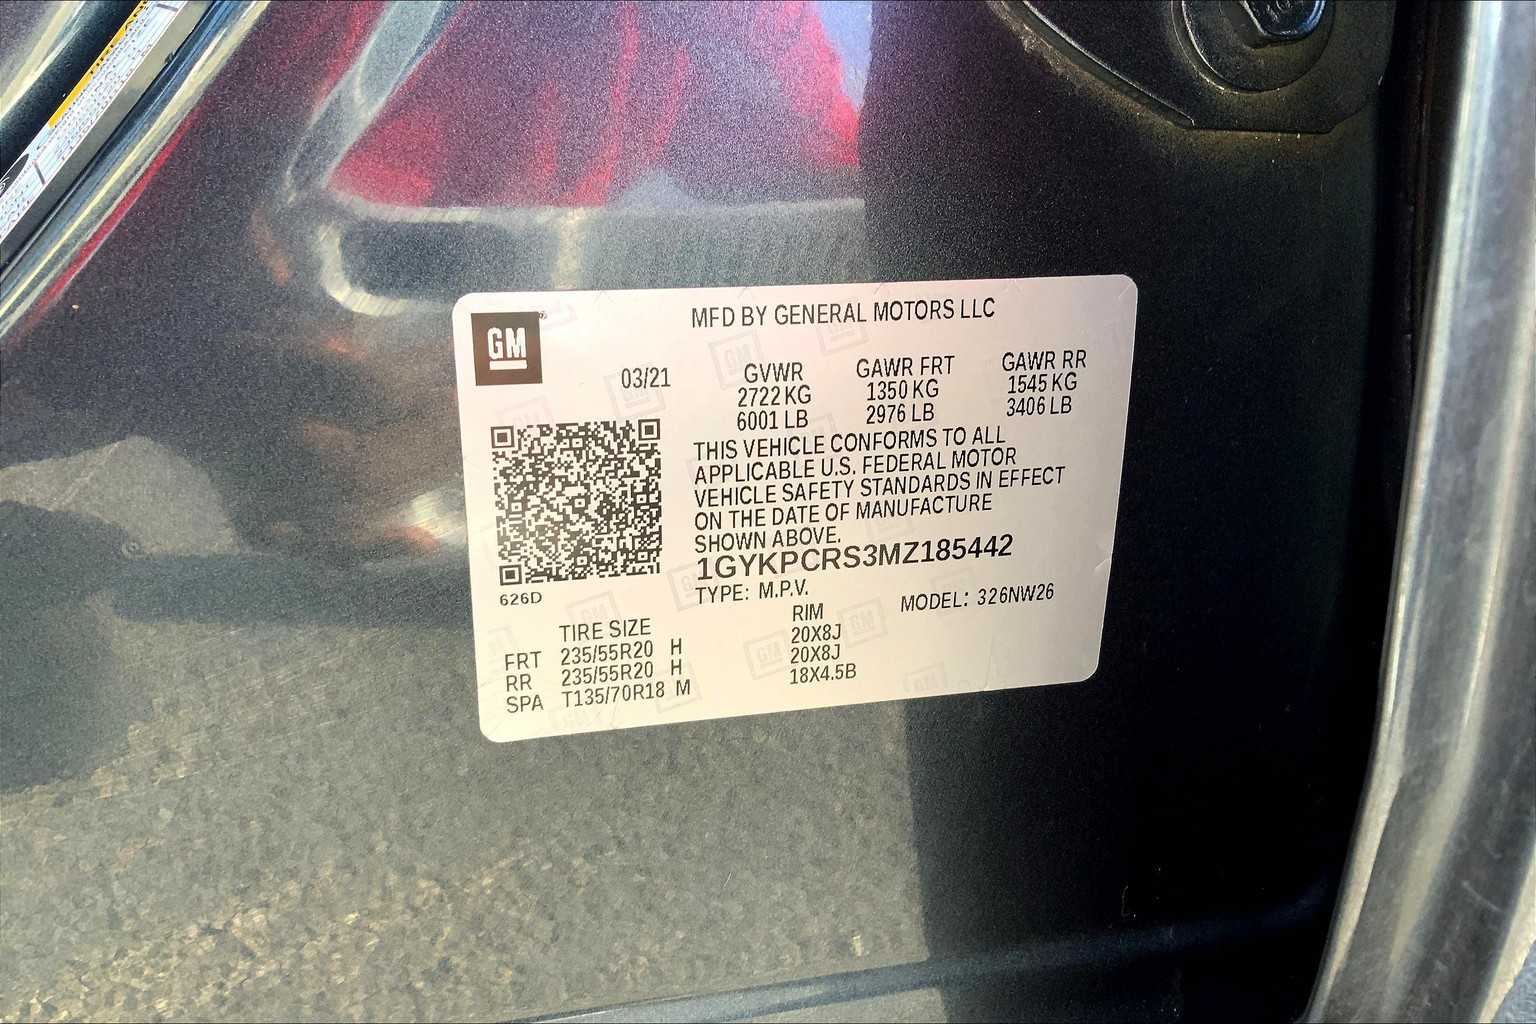 GM
MFD BY GENERAL MOTORS LLC
03/21
GVWR GAWR FRT GAWR RR
2722 KG 1350 KG 1545 KG
6001 LB 2976 LB 3406 LB
THIS VEHICLE CONFORMS TO ALL
APPLICABLE U.S. FEDERAL MOTOR
VEHICLE SAFETY STANDARDS IN EFFECT
ON THE DATE OF MANUFACTURE
SHOWN ABOVE.
1GYKPCRS3MZ185442
626D
TYPE: M.P.V. MODEL: 326NW26
TIRE SIZE RIM
FRT 235/55R20 H 20X8J
RR 235/55R20 H 20X8J
SPA T135/70R18 M 18X4.5B